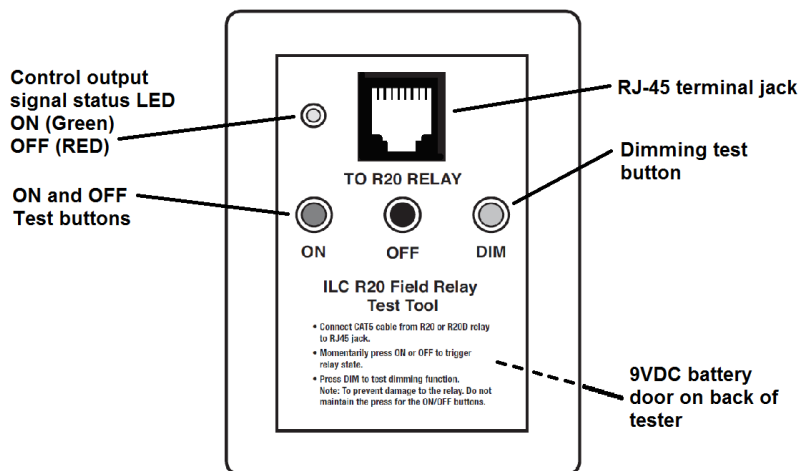 Control output
signal status LED
ON (Green)
OFF (RED)
RJ-45 terminal jack
TO R20 RELAY
Dimming test
button
ON and OFF
Test buttons
ON
OFF
DIM
ILC R20 Field Relay
Test Tool
• Connect CAT5 cable from R20 or R20D relay
to RJ45 jack.
• Momentarily press ON or OFF to trigger
relay state.
• Press DIM to test dimming function.
Note: To prevent damage to the relay. Do not
maintain the press for the ON/OFF buttons.
9VDC battery
door on back of
tester